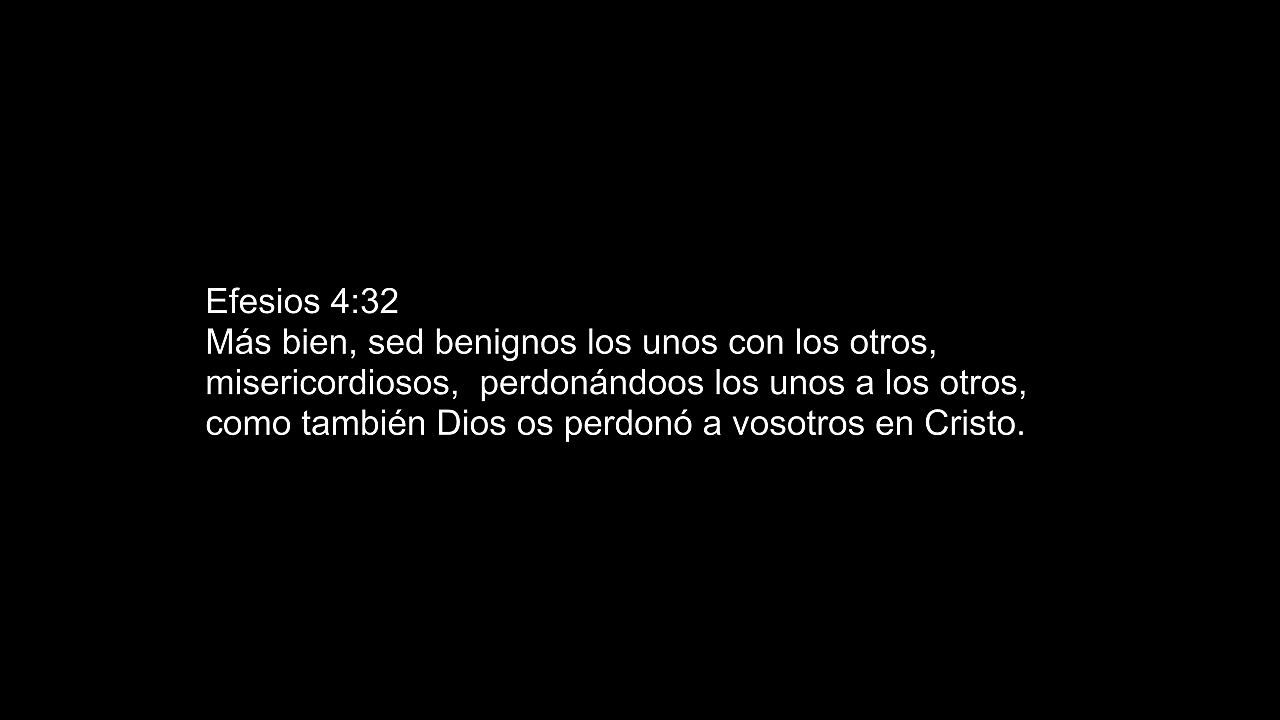 Efesios 4:32
Más bien, sed benignos los unos con los otros,
misericordiosos,  perdonándoos los unos a los otros,
como también Dios os perdonó a vosotros en Cristo.